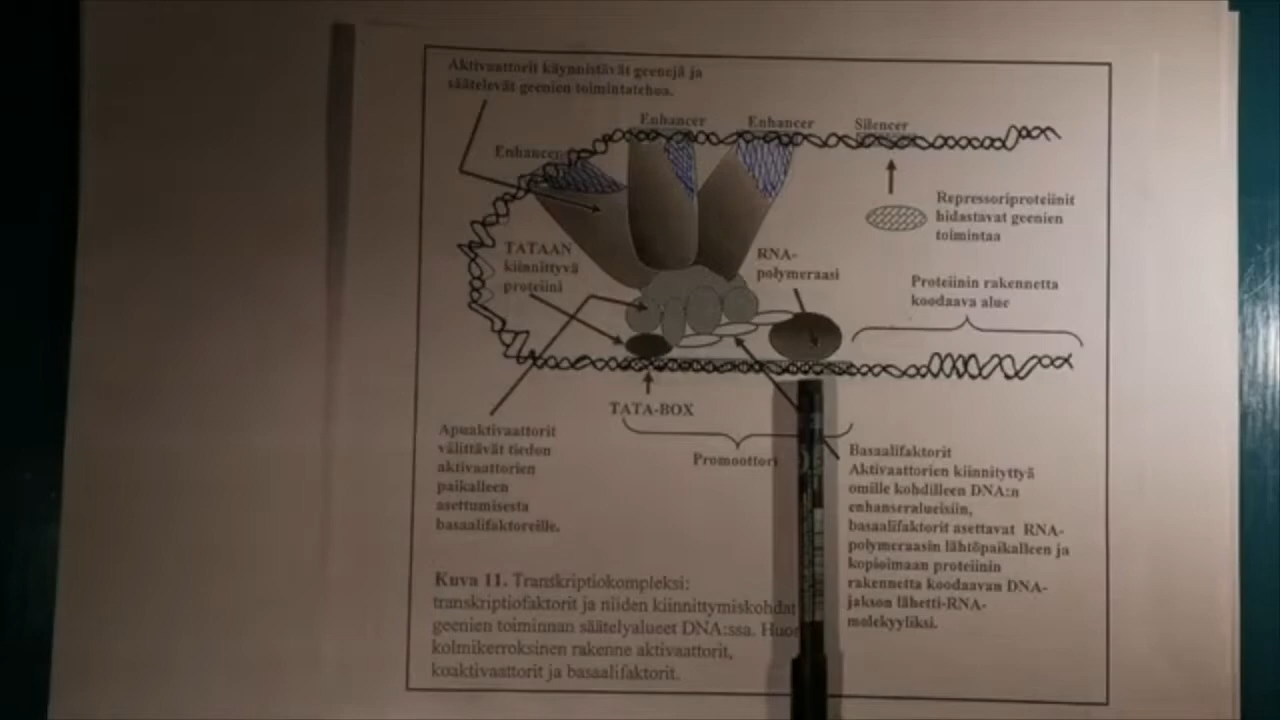 Aktivaattorit käynnistävät geenejä ja
säätelevät geenien toimintatehoa.
Enhancer
Enhancer
Silencer
Enhancer
Repressoriproteiinit
hidastavat geenien
toimintaa
TATAAN
kiinnittyvä
proteiini
RNA-
polymeraasi
Proteiinin rakennetta
koodaava alue
TATA-BOX
Promoottori
Apuaktivaattorit
välittävät tiedon
aktivaattorien
paikalleen
asettumisesta
basaalifaktoreille.
Basaalifaktorit
Aktivaattorien kiinnityttyä
omille kohdilleen DNA:n
enhanseralueisiin,
basaalifaktorit asettavat RNA-
polymeraasin lähtöpaikalleen ja
kopioimaan proteiinin
rakennetta koodaavan DNA-
jakson lähetti-RNA-
molekyyliksi.
Kuva 11. Transkriptiokompleksi:
transkriptiofaktorit ja niiden kiinnittymiskohdat
geenien toiminnan säätelyalueet DNA:ssa.
kolmikerroksinen rakenne aktivaattorit,
koaktivaattorit ja basaalifaktorit.